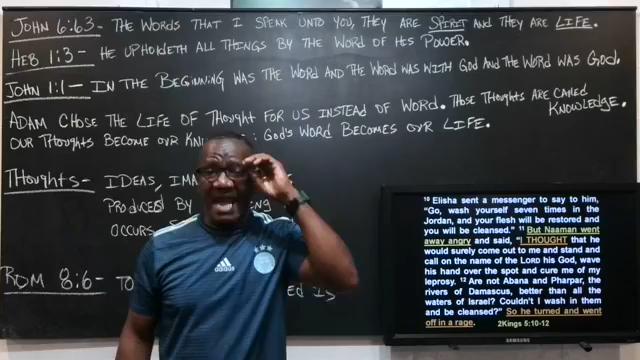 JOHN 6:63 - THE WORDS THAT I SPEAK UNTO YOU, THEY ARE SPIRIT AND THEY ARE LIFE.
HEB 1:3 - HE UPHOLDETH ALL THINGS BY THE WORD OF HIS POWER.
JOHN 1:1 - IN THE BEGINNING WAS THE WORD AND THE WORD WAS WITH GOD AND THE WORD WAS GOD.
ADAM CHOSE THE LIFE OF THOUGHT FOR US INSTEAD OF WORD. THOSE THOUGHTS ARE CALLED KNOWLEDGE.
OUR THOUGHTS BECOME OUR GOD'S WORD BECOMES OUR LIFE.
THOUGHTS - IDEAS,
PRODUCED BY
OCCURS
ROM 8:6 - TO IS
adidas
10 Elisha sent a messenger to say to him,
"Go, wash yourself seven times in the
Jordan, and your flesh will be restored and
you will be cleansed." 11 But Naaman went
away angry and said, "I THOUGHT that he
would surely come out to me and stand and
call on the name of the LORD his God, wave
his hand over the spot and cure me of my
leprosy. 12 Are not Abana and Pharpar, the
rivers of Damascus, better than all the
waters of Israel? Couldn't I wash in them
and be cleansed?" So he turned and went
off in a rage. 2Kings 5:10-12
SAMSUNG